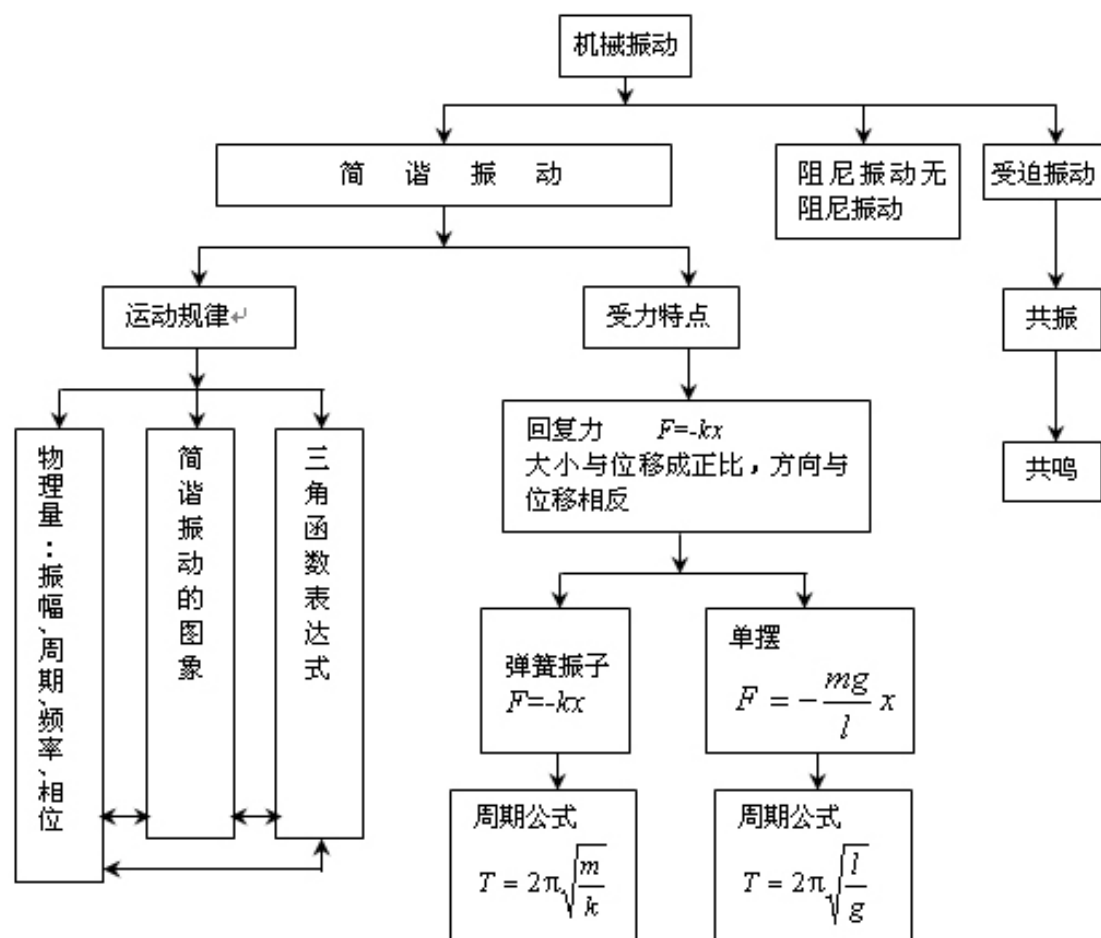 机械振动
简谐振动
阻尼振动无
阻尼振动
受迫振动
运动规律↵
受力特点
共振
物理量：振幅、周期、频率、相位
简谐振动的图象
三角函数表达式
回复力 F=-kx
大小与位移成正比，方向与
位移相反
共鸣
弹簧振子
F=-kx
单摆
F = -\frac{mg}{l} x
周期公式
T = 2π\sqrt{\frac{m}{k}}
周期公式
T = 2π\sqrt{\frac{l}{g}}